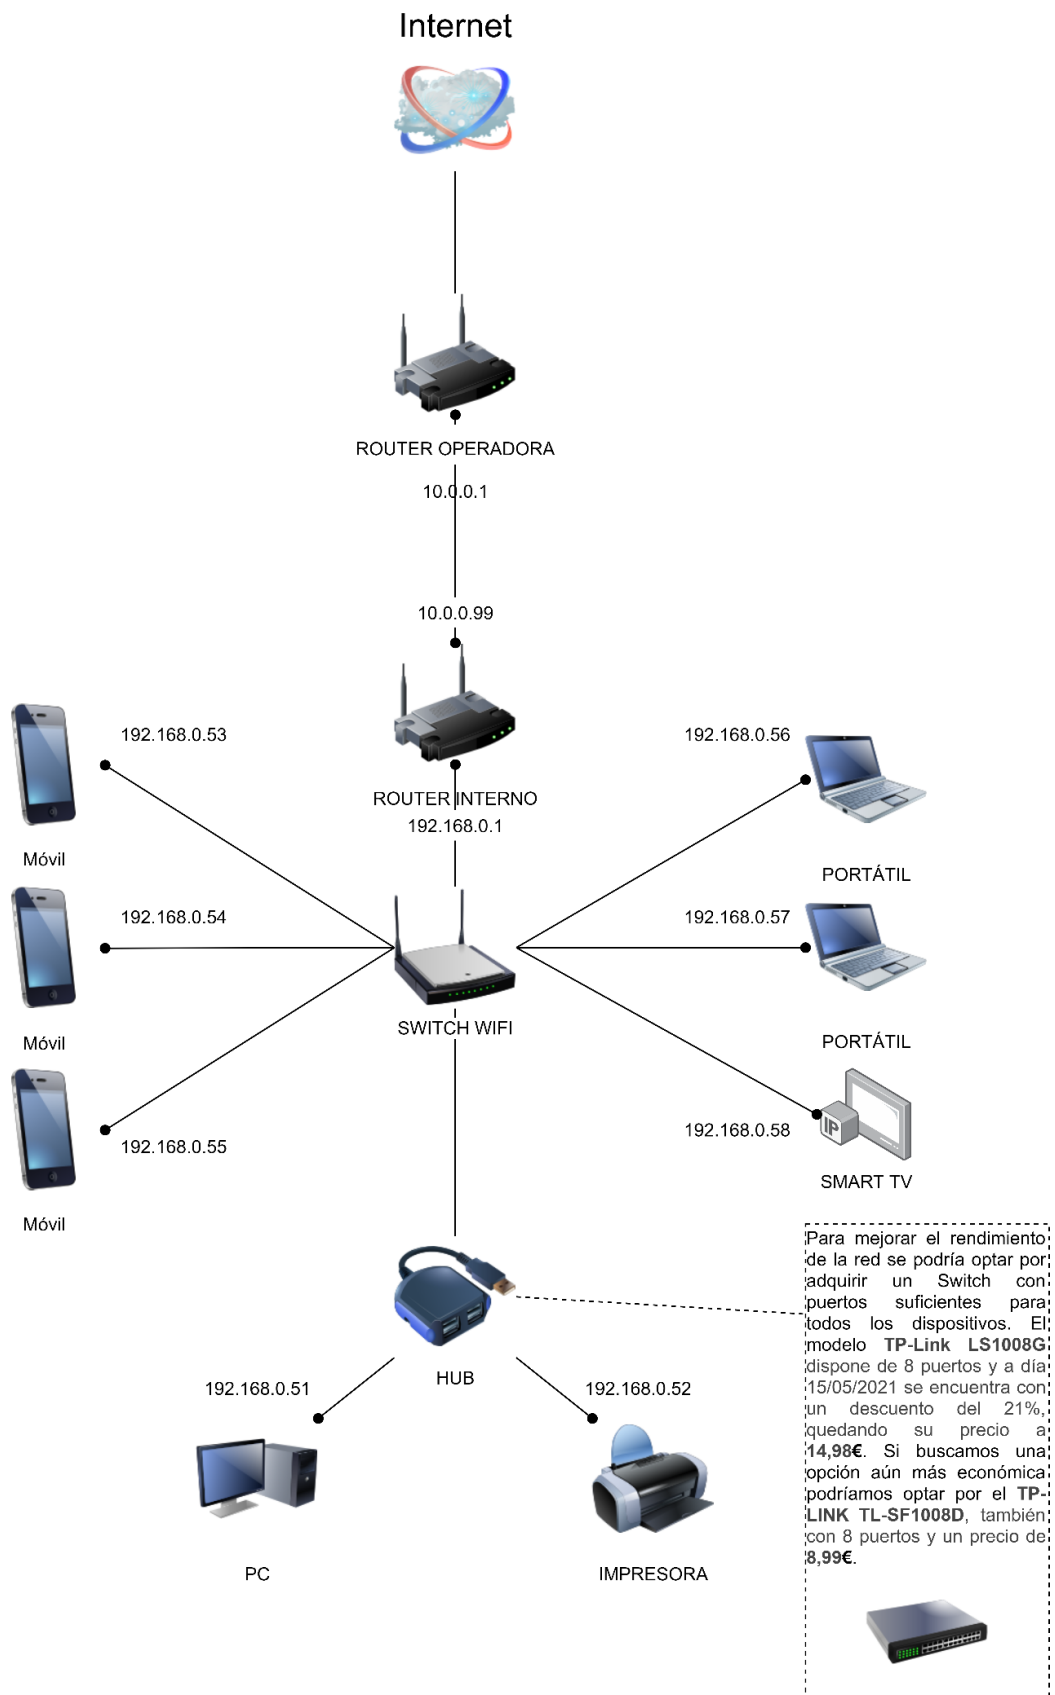 Internet
ROUTER OPERADORA
10.0.0.1
10.0.0.99
192.168.0.53
192.168.0.56
ROUTER INTERNO
192.168.0.1
Móvil
PORTÁTIL
192.168.0.54
192.168.0.57
SWITCH WIFI
Móvil
PORTÁTIL
192.168.0.55
192.168.0.58
IP
SMART TV
Móvil
HUB
192.168.0.51
192.168.0.52
PC
IMPRESORA
Para mejorar el rendimiento
de la red se podría optar por
adquirir un Switch con
puertos suficientes para
todos los dispositivos. El
modelo TP-Link LS1008G
dispone de 8 puertos y a día
15/05/2021 se encuentra con
un descuento del 21%,
quedando su precio a
14,98€. Si buscamos una
opción aún más económica
podríamos optar por el TP-
LINK TL-SF1008D, también
con 8 puertos y un precio de
8,99€.